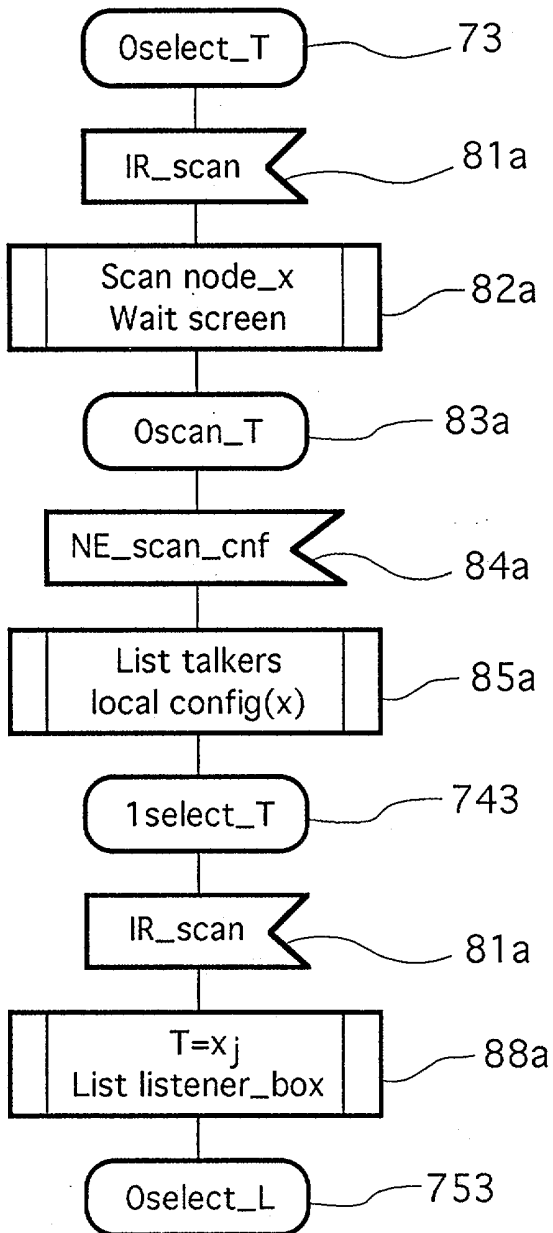 0select_T
73
IR_scan
81a
Scan node_x
Wait screen
82a
0scan_T
83a
NE_scan_cnf
84a
List talkers
local config(x)
85a
1select_T
743
IR_scan
81a
T=xj
List listener_box
88a
0select_L
753